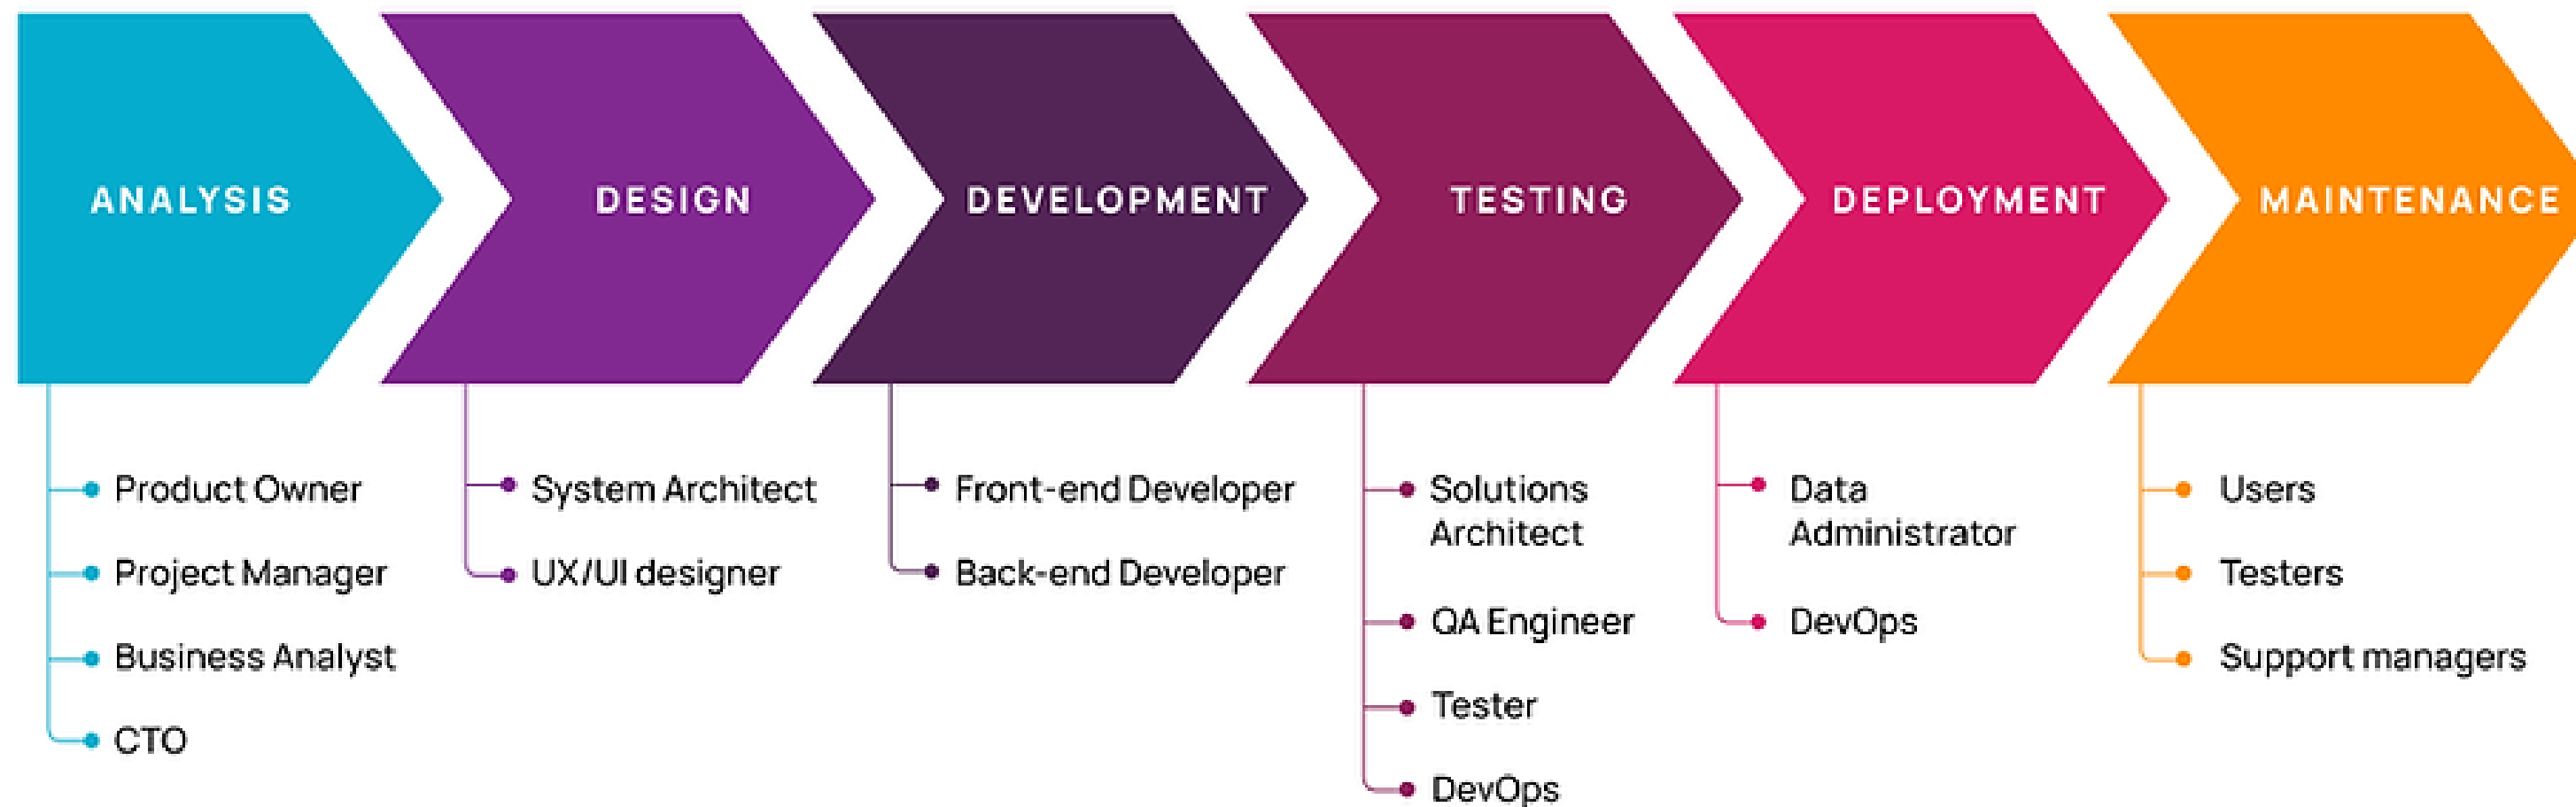 ANALYSIS
DESIGN
DEVELOPMENT
TESTING
DEPLOYMENT
MAINTENANCE
Product Owner
Project Manager
Business Analyst
CTO
System Architect
UX/UI designer
Front-end Developer
Back-end Developer
Solutions
Architect
QA Engineer
Tester
DevOps
Data
Administrator
DevOps
Users
Testers
Support managers